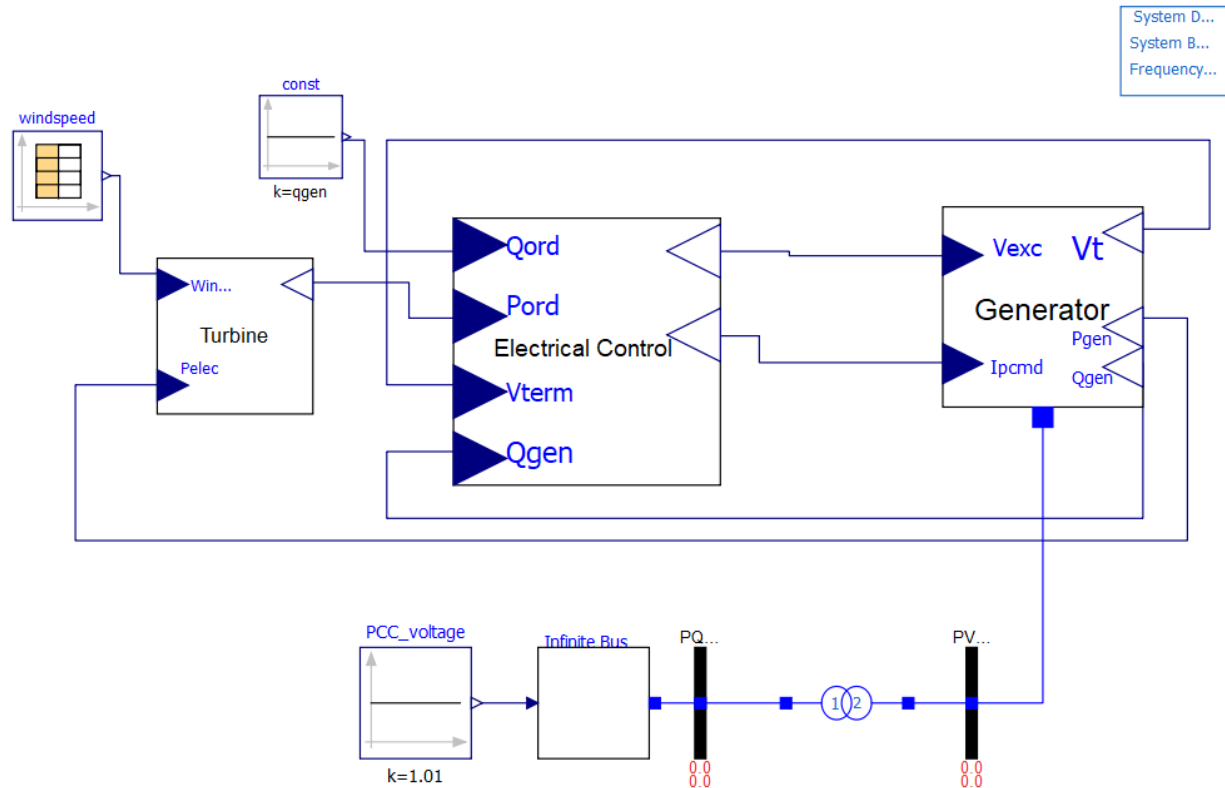 System D...
System B...
Frequency...
const
windspeed
k=qgen
Qord
Vexc
Vt
Win...
Pord
Generator
Turbine
Electrical Control
Pgen
Pelec
Ipcmd
Qgen
Vterm
Qgen
PCC_voltage
Infinite Bus
PQ...
PV...
1
2
k=1.01
0.0
0.0
0.0
0.0